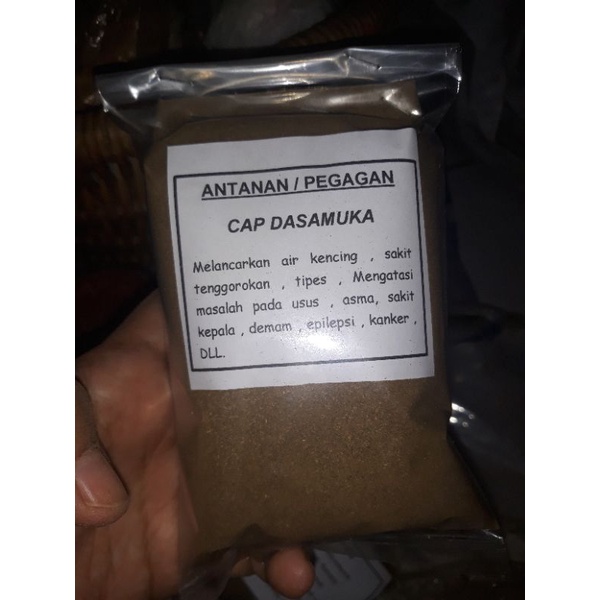 ANTANAN / PEGAGAN
CAP DASAMUKA
Melancarkan air kencing , sakit
tenggorokan , tipes , Mengatasi
masalah pada usus , asma, sakit
kepala , demam , epilepsi , kanker ,
DLL.